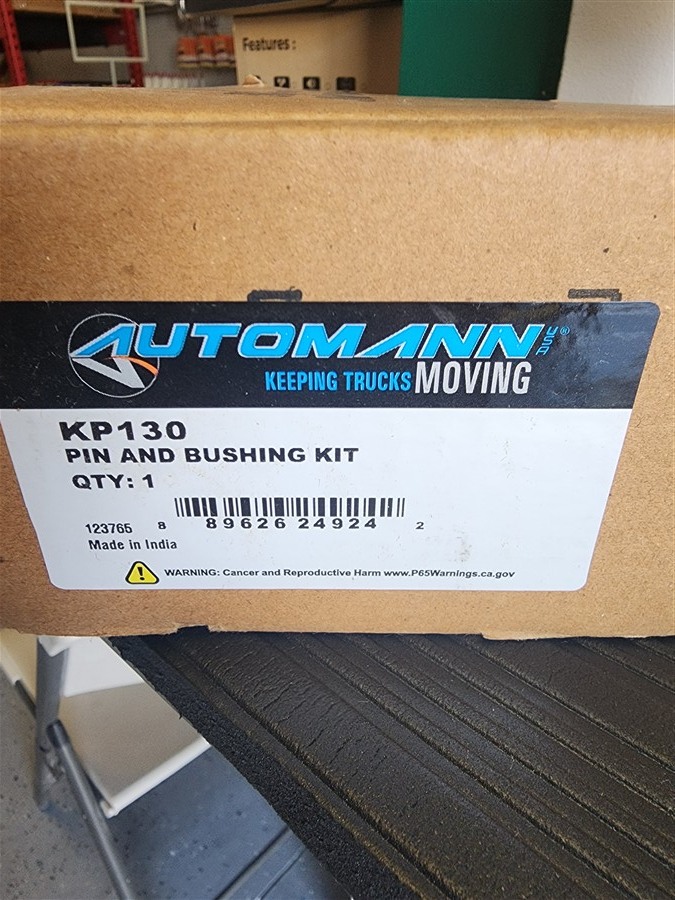 Features :
AUTOMANN USA®
KEEPING TRUCKS MOVING
KP130
PIN AND BUSHING KIT
QTY: 1
123765 8 89626 24924 2
Made in India
WARNING: Cancer and Reproductive Harm www.P65Warnings.ca.gov